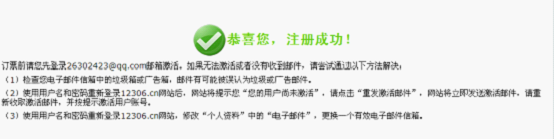 恭喜您，注册成功！
订票前请您先登录26302423@qq.com邮箱激活，如果无法激活或者没有收到邮件，请尝试通过以下方法解决：
（1）检查您电子邮件信箱中的垃圾箱或广告箱，邮件有可能被误认为垃圾或广告邮件。
（2）使用用户名和密码重新登录12306.cn网站后，网站将提示您“您的用户尚未激活”，请点击“重发激活邮件”，网站将立即发送激活邮件，请重
新收取激活邮件，并按提示激活用户账号。
（3）使用用户名和密码重新登录12306.cn网站，修改“个人资料”中的“电子邮件”，更换一个有效电子邮件信箱。